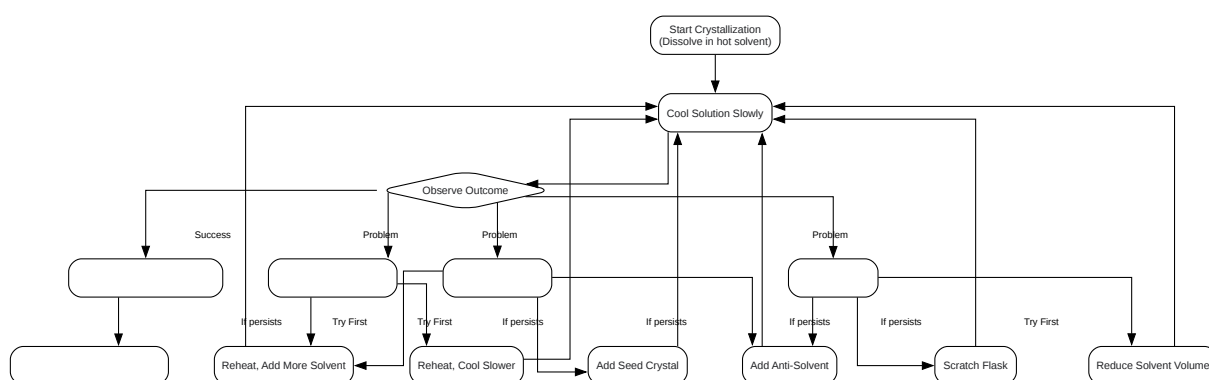 Start Crystallization
(Dissolve in hot solvent)
Cool Solution Slowly
Observe Outcome
Success
Problem
Problem
Problem
If persists
Try First
Try First
If persists
If persists
If persists
If persists
Try First
Reheat, Add More Solvent
Reheat, Cool Slower
Add Seed Crystal
Add Anti-Solvent
Scratch Flask
Reduce Solvent Volume